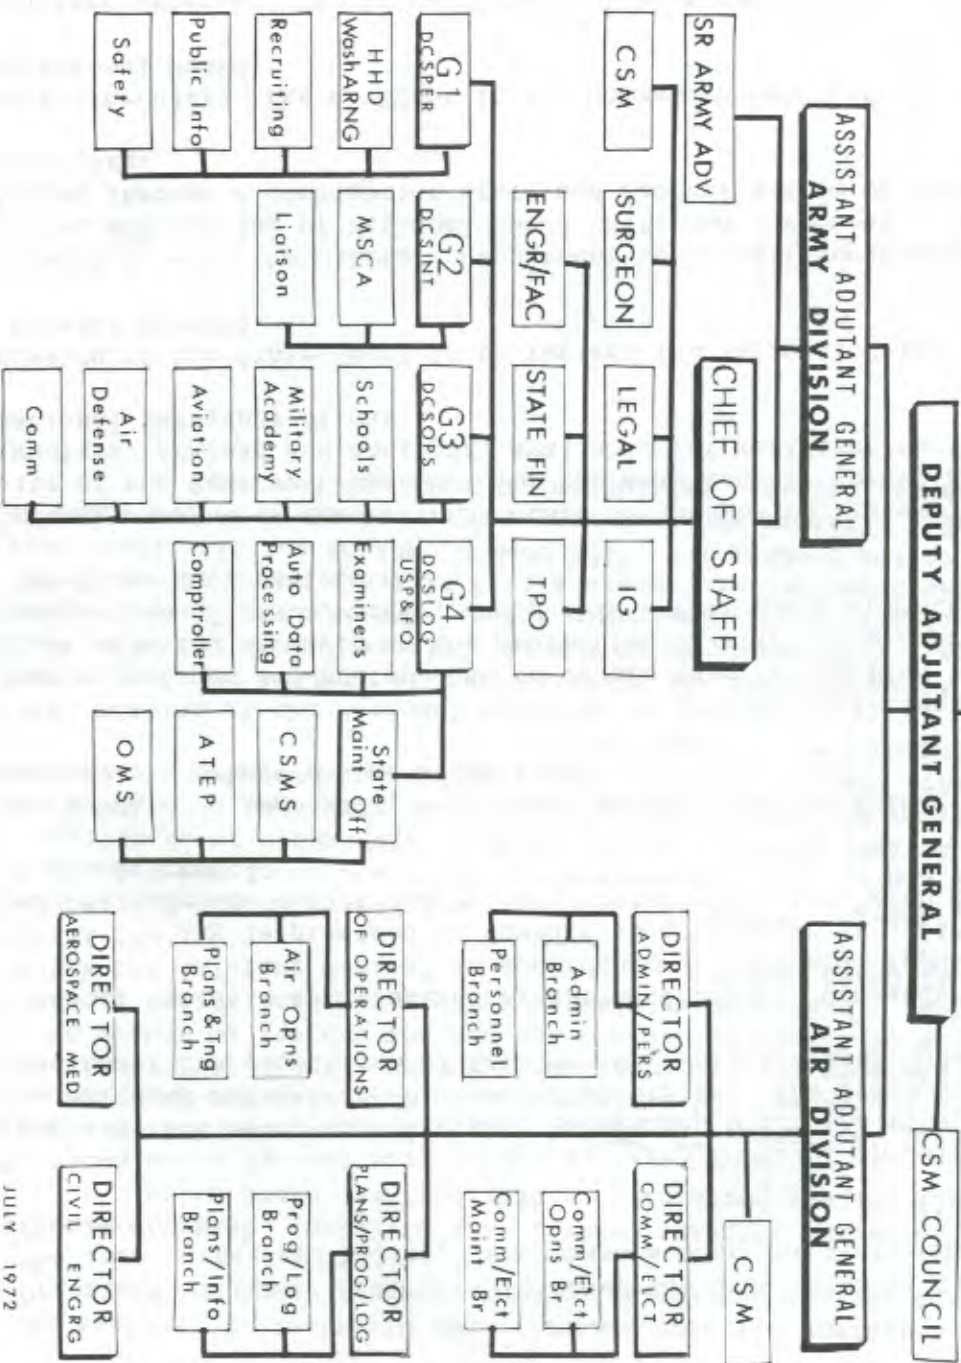 DEPUTY ADJUTANT GENERAL
CSM COUNCIL
ASSISTANT ADJUTANT GENERAL
ARMY DIVISION
ASSISTANT ADJUTANT GENERAL
AIR DIVISION
SR ARMY ADV
CHIEF OF STAFF
CSM
CSM
SURGEON
LEGAL
IG
ENGR/FAC
STATE FIN
TPO
G1
DCSPER
HHD
WashARNG
Recruiting
Public Info
Safety
G2
DCSINT
MSCA
Liaison
G3
DCSOPS
Schools
Military
Academy
Aviation
Air
Defense
Comm
G4
DCSLOG
USP&FO
Examiners
Auto Data
Processing
Comptroller
State
Maint Off
CSMS
ATEP
OMS
DIRECTOR
ADMIN/PERS
Admin
Branch
Personnel
Branch
DIRECTOR
COMM/ELCT
Comm/Elct
Opns Br
Comm/Elct
Maint Br
DIRECTOR
OF OPERATIONS
Air Opns
Branch
Plans&Tng
Branch
DIRECTOR
PLANS/PROG/LOG
Prog/Log
Branch
Plans/Info
Branch
DIRECTOR
AEROSPACE MED
DIRECTOR
CIVIL ENGRG
JULY 1972